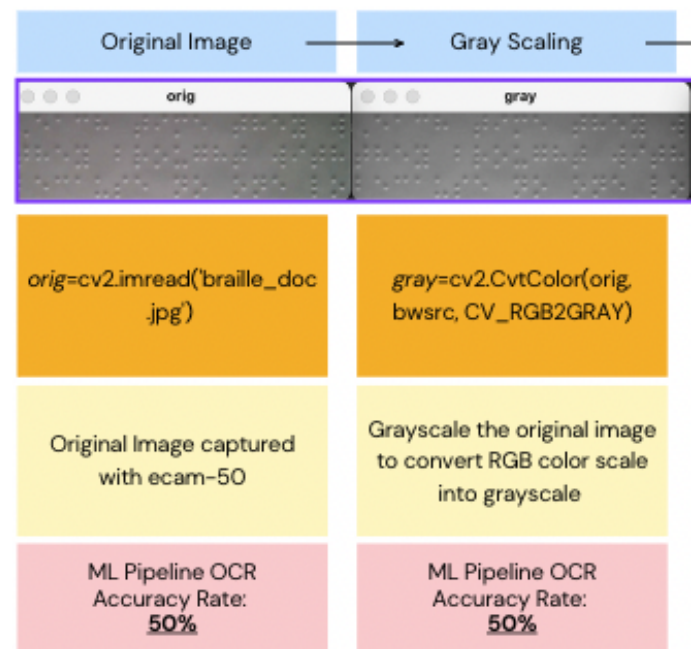 Original Image
Gray Scaling
orig
gray
orig=cv2.imread('braille_doc
.jpg')
gray=cv2.CvtColor(orig,
bwsrc, CV_RGB2GRAY)
Original Image captured
with ecam-50
Grayscale the original image
to convert RGB color scale
into grayscale
ML Pipeline OCR
Accuracy Rate:
50%
ML Pipeline OCR
Accuracy Rate:
50%